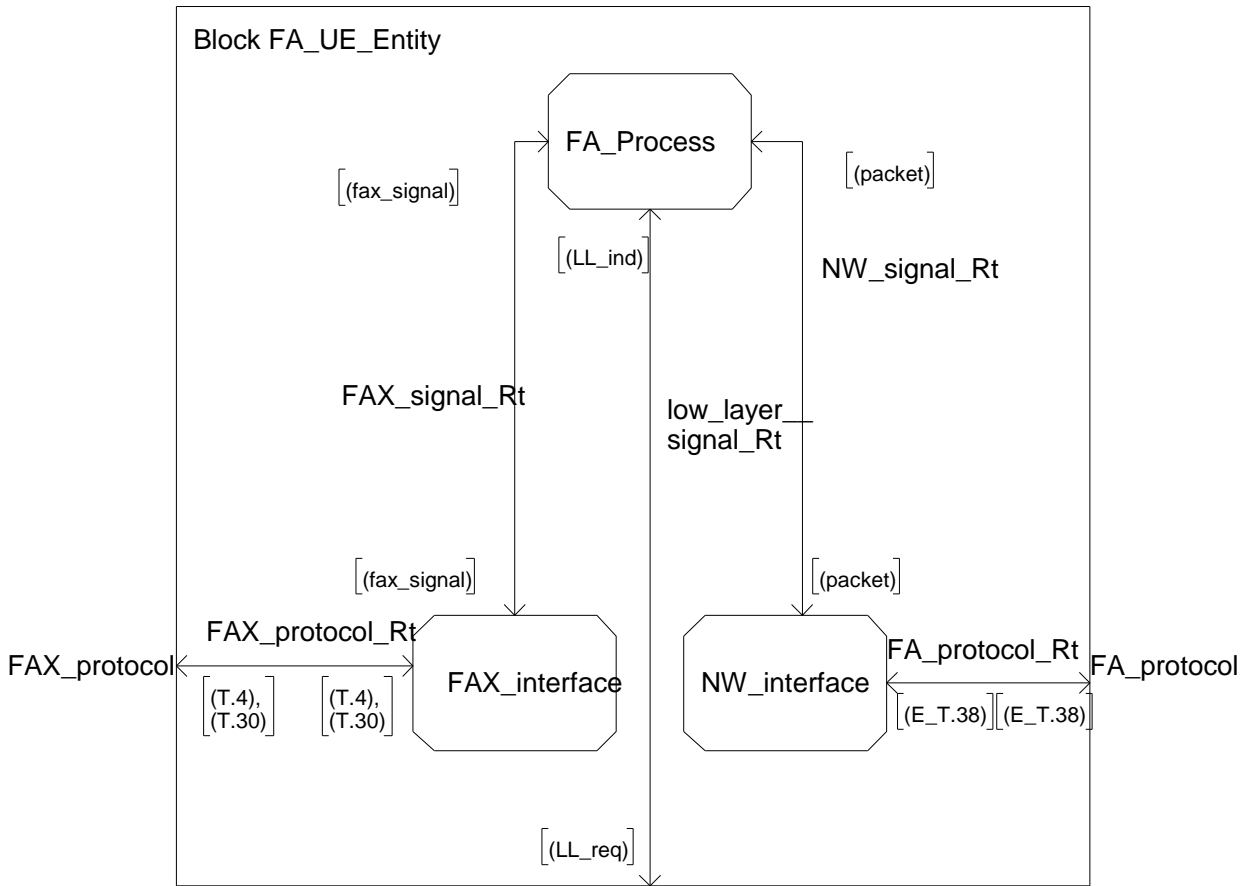 Block FA_UE_Entity
FA_Process
[(fax_signal)]
[(packet)]
[(LL_ind)]
NW_signal_Rt
FAX_signal_Rt
low_layer__
signal_Rt
[(fax_signal)]
[(packet)]
FAX_protocol_Rt
FA_protocol_Rt
FAX_protocol
FA_protocol
FAX_interface
NW_interface
[(T.4),
(T.30)]
[(T.4),
(T.30)]
[(E_T.38)]
[(E_T.38)]
[(LL_req)]